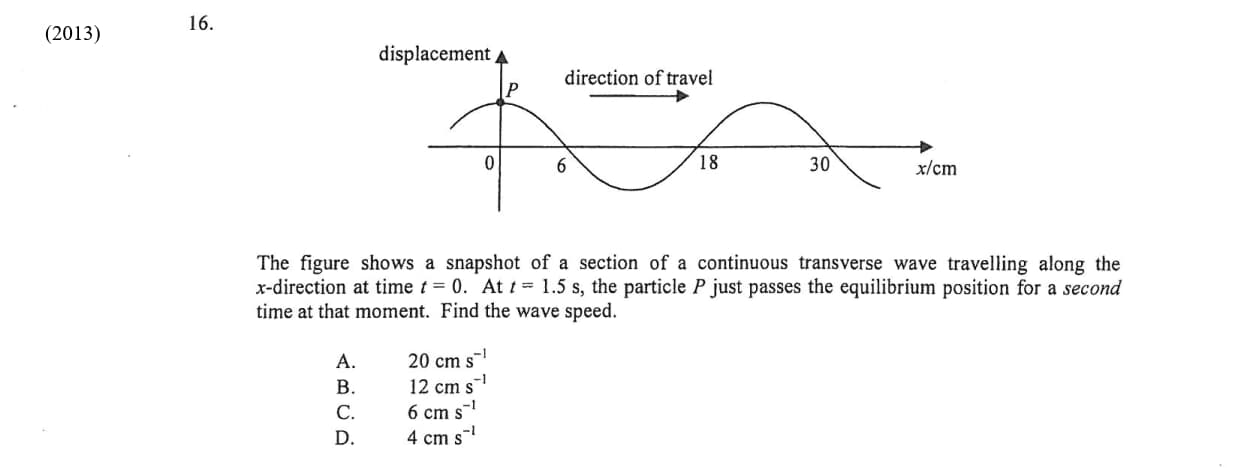 (2013)
16.
displacement
direction of travel
P
0
6
18
30
x/cm
The figure shows a snapshot of a section of a continuous transverse wave travelling along the
x-direction at time t = 0. At t = 1.5 s, the particle P just passes the equilibrium position for a second
time at that moment. Find the wave speed.
A. 20 cm s⁻¹
B. 12 cm s⁻¹
C. 6 cm s⁻¹
D. 4 cm s⁻¹